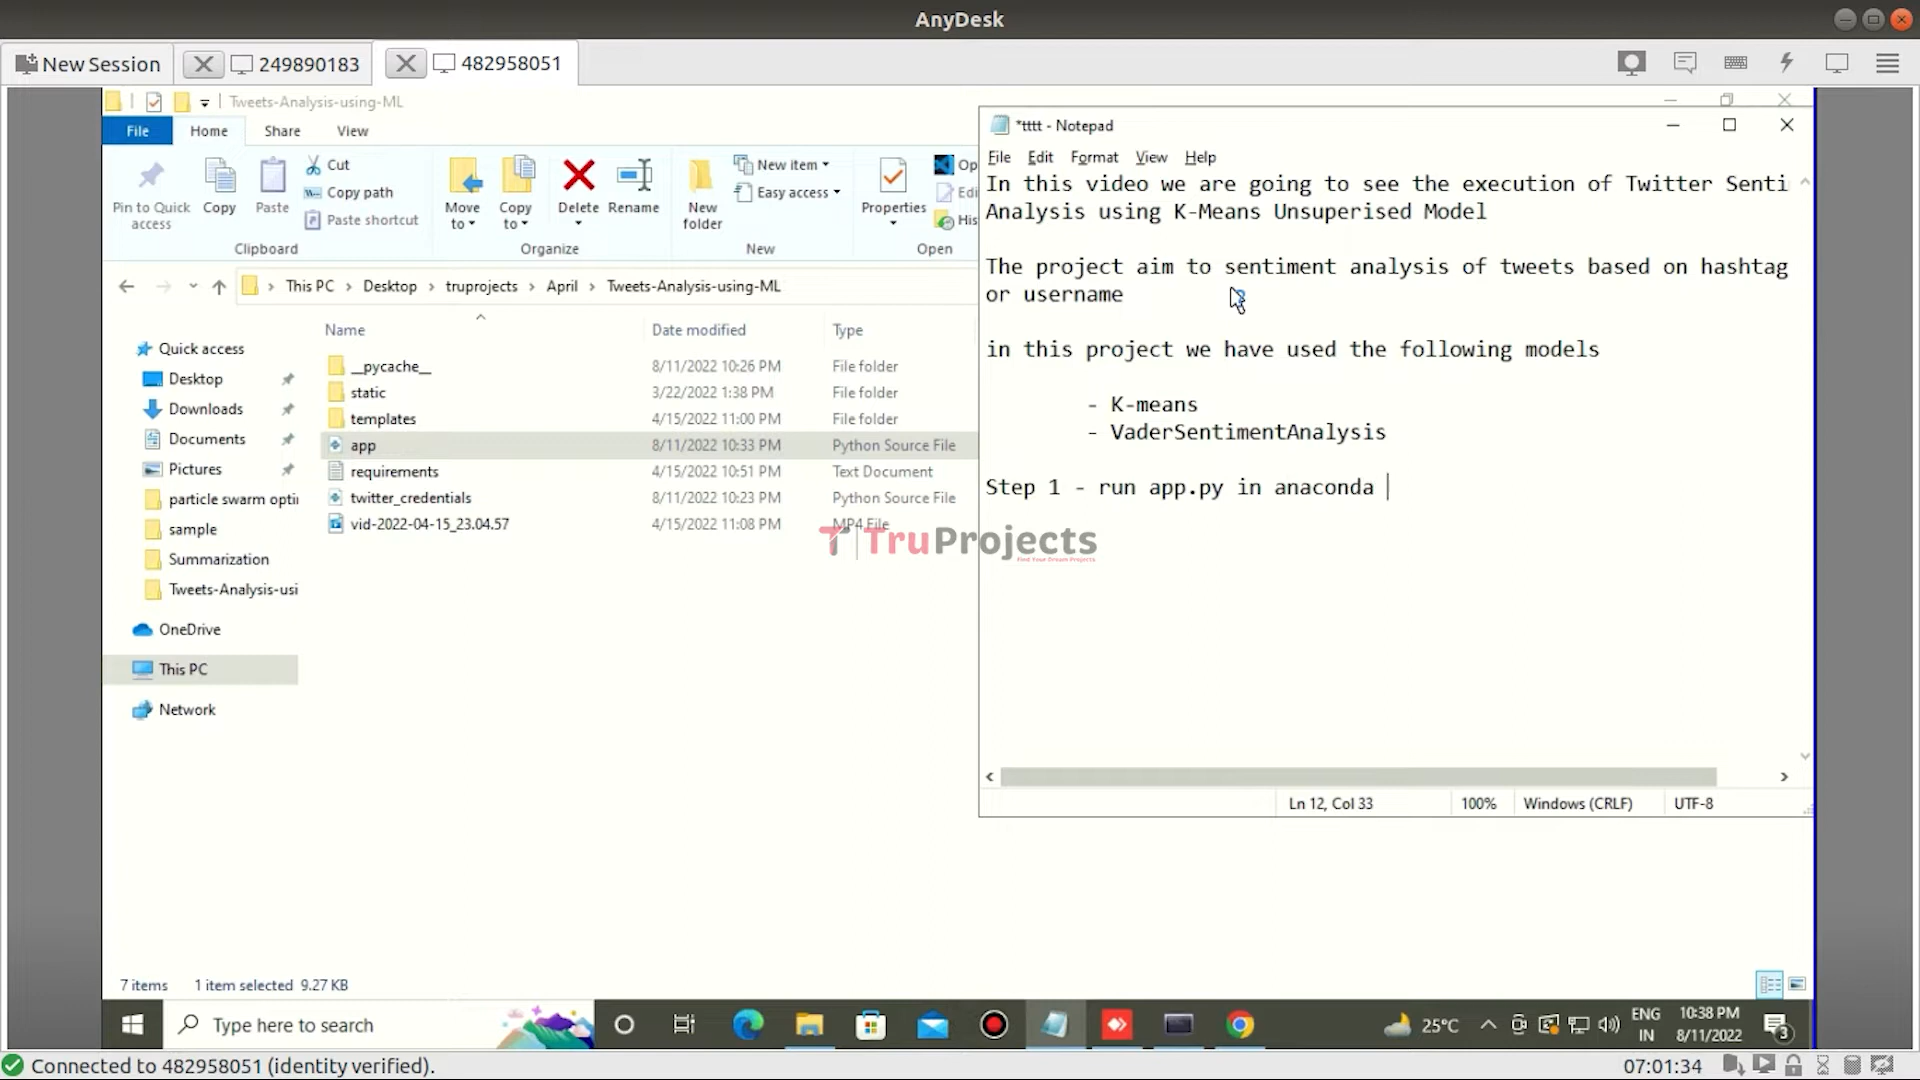 AnyDesk
New Session
249890183
482958051
Tweets-Analysis-using-ML
File Home Share View
Pin to Quick access
Copy
Paste
Cut
Copy path
Paste shortcut
Clipboard
Move to
Copy to
Delete
Rename
Organize
New folder
New item
Easy access
New
Properties
Op
Edi
His
Open
This PC > Desktop > truprojects > April > Tweets-Analysis-using-ML
Name Date modified Type
__pycache__ 8/11/2022 10:26 PM File folder
static 3/22/2022 1:38 PM File folder
templates 4/15/2022 11:00 PM File folder
app 8/11/2022 10:33 PM Python Source File
requirements 4/15/2022 10:51 PM Text Document
twitter_credentials 8/11/2022 10:23 PM Python Source File
vid-2022-04-15_23.04.57 4/15/2022 11:08 PM MP4 File
Quick access
Desktop
Downloads
Documents
Pictures
particle swarm opti
sample
Summarization
Tweets-Analysis-usi
OneDrive
This PC
Network
7 items 1 item selected 9.27 KB
*tttt - Notepad
File Edit Format View Help
In this video we are going to see the execution of Twitter Senti
Analysis using K-Means Unsuperised Model
The project aim to sentiment analysis of tweets based on hashtag
or username
in this project we have used the following models
- K-means
- VaderSentimentAnalysis
Step 1 - run app.py in anaconda
Ln 12, Col 33 100% Windows (CRLF) UTF-8
TruProjects
Find Your Dream Projects
Type here to search
25°C
ENG
IN
10:38 PM
8/11/2022
3
Connected to 482958051 (identity verified).
07:01:34